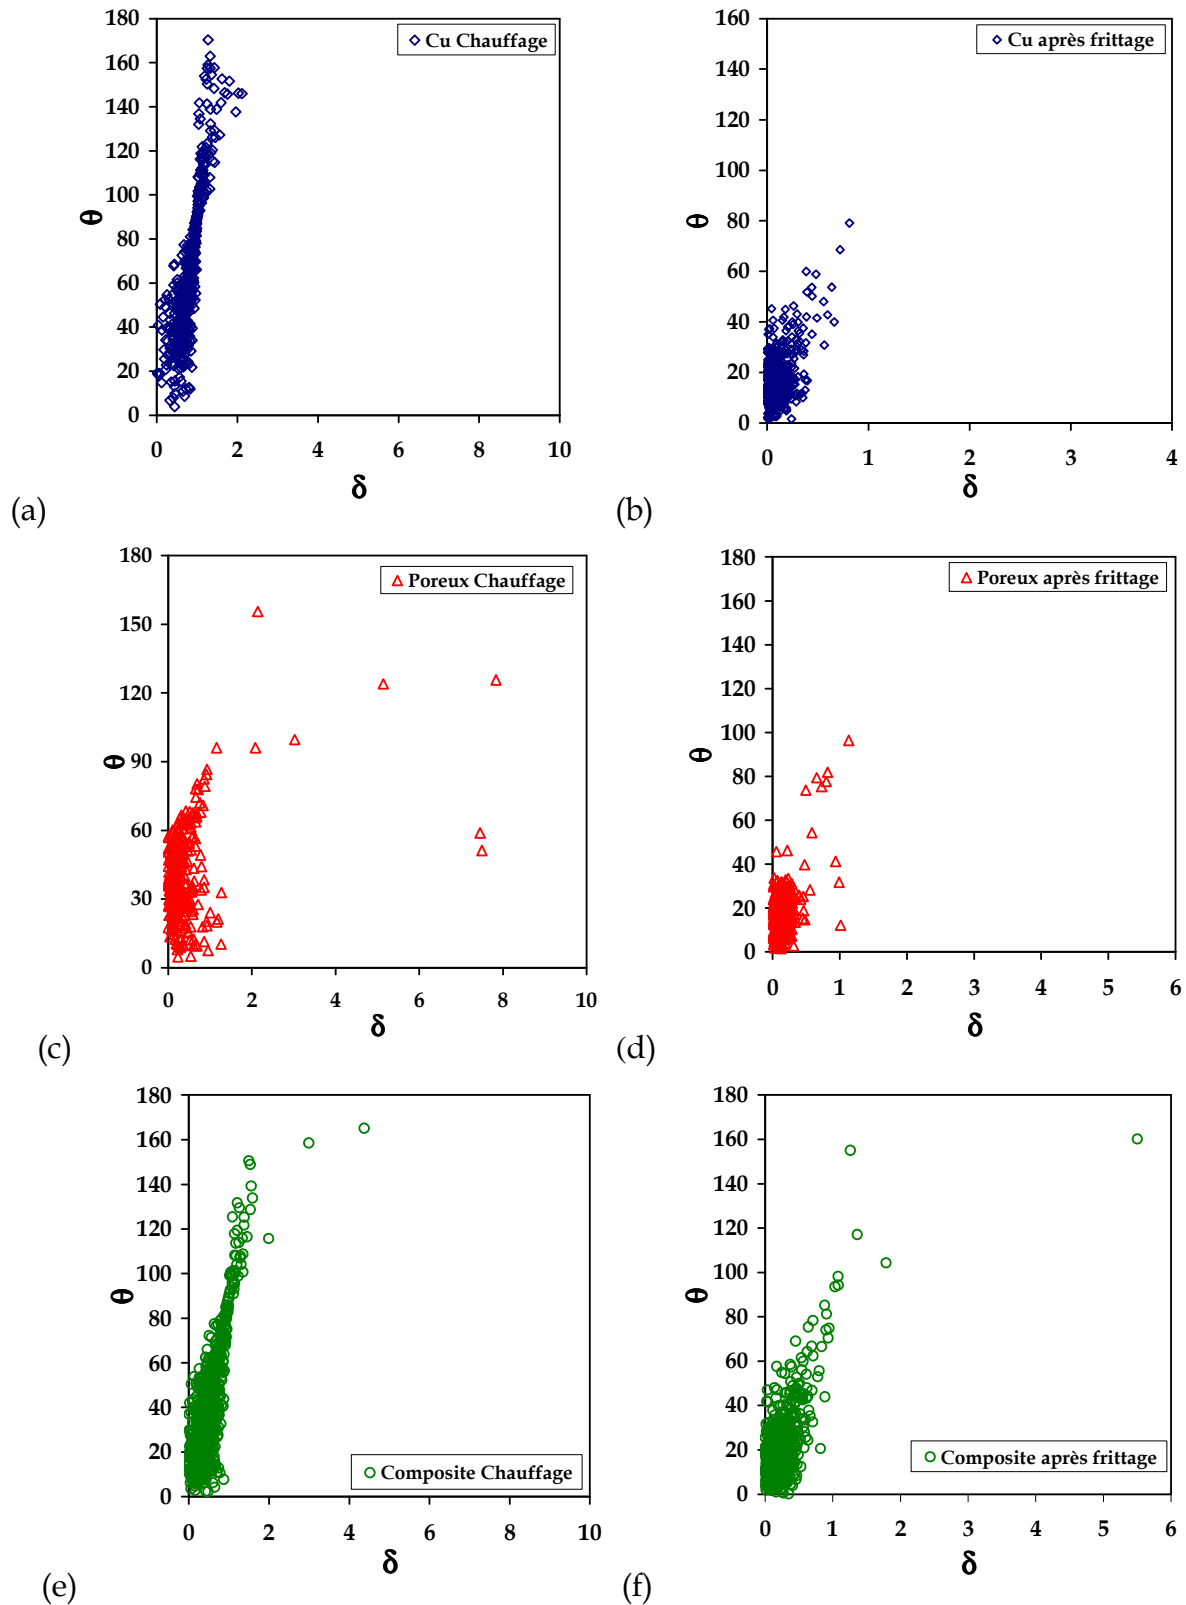 180
160
140
120
100
80
60
40
20
0
θ
Cu Chauffage
0 2 4 6 8 10
δ
(a)
160
140
120
100
80
60
40
20
0
θ
Cu après frittage
0 1 2 3 4
δ
(b)
180
150
120
90
60
30
0
θ
Poreux Chauffage
0 2 4 6 8 10
δ
(c)
180
160
140
120
100
80
60
40
20
0
θ
Poreux après frittage
0 1 2 3 4 5 6
δ
(d)
180
160
140
120
100
80
60
40
20
0
θ
Composite Chauffage
0 2 4 6 8 10
δ
(e)
180
160
140
120
100
80
60
40
20
0
θ
Composite après frittage
0 1 2 3 4 5 6
δ
(f)